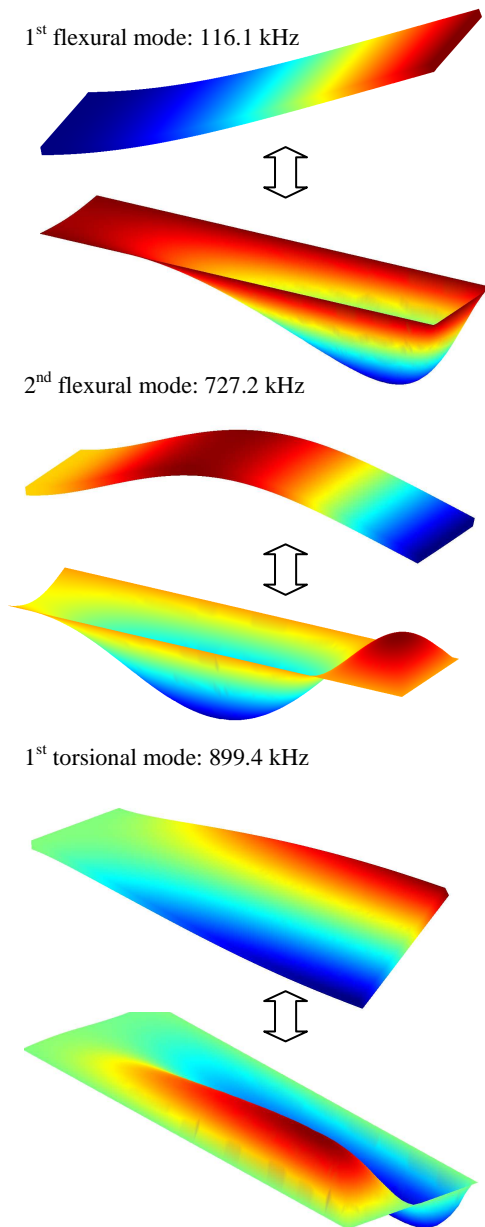 1st flexural mode: 116.1 kHz
2nd flexural mode: 727.2 kHz
1st torsional mode: 899.4 kHz